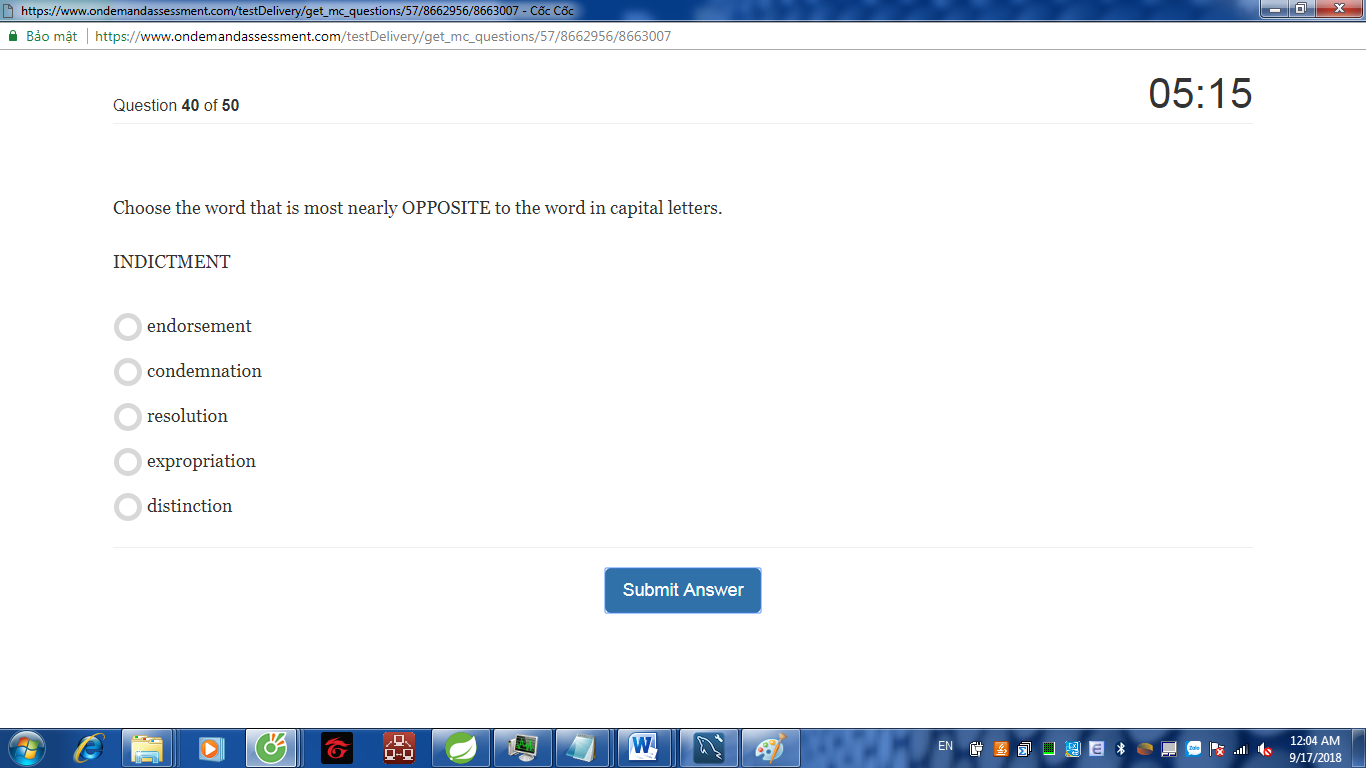 https://www.ondemandassessment.com/testDelivery/get_mc_questions/57/8662956/8663007 - Cốc Cốc
Bảo mật https://www.ondemandassessment.com/testDelivery/get_mc_questions/57/8662956/8663007
05:15
Question 40 of 50
Choose the word that is most nearly OPPOSITE to the word in capital letters.
INDICTMENT
endorsement
condemnation
resolution
expropriation
distinction
Submit Answer
EN
12:04 AM
9/17/2018